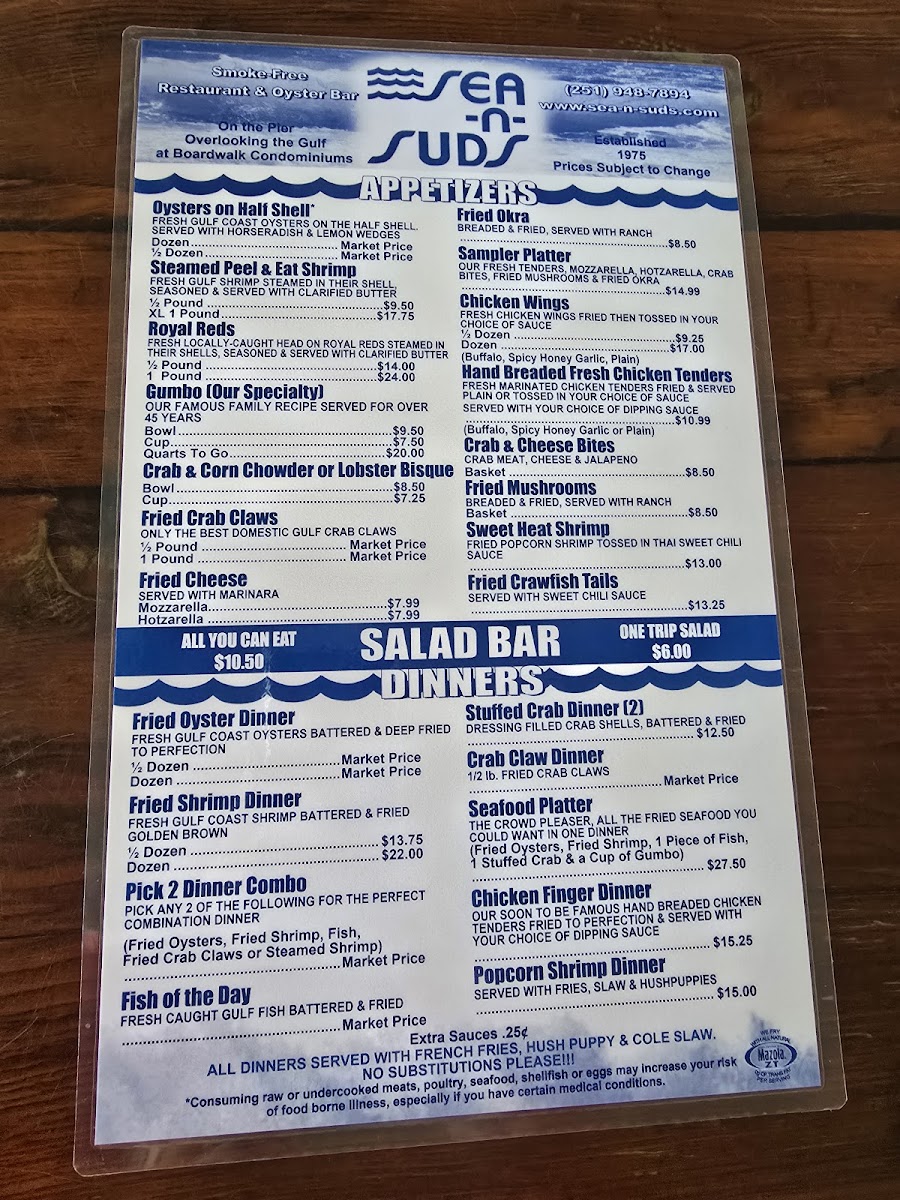 Smoke-Free
Restaurant & Oyster Bar
On the Pier
Overlooking the Gulf
at Boardwalk Condominiums
SEA
-n-
SUDS
(251) 948-7894
www.sea-n-suds.com
Established
1975
Prices Subject to Change
APPETIZERS
Oysters on Half Shell*
FRESH GULF COAST OYSTERS ON THE HALF SHELL.
SERVED WITH HORSERADISH & LEMON WEDGES
Dozen.......................... Market Price
½ Dozen........................ Market Price
Steamed Peel & Eat Shrimp
FRESH GULF SHRIMP STEAMED IN THEIR SHELL,
SEASONED & SERVED WITH CLARIFIED BUTTER
½ Pound ................................$9.50
XL 1 Pound............................$17.75
Royal Reds
FRESH LOCALLY-CAUGHT HEAD ON ROYAL REDS STEAMED IN
THEIR SHELLS, SEASONED & SERVED WITH CLARIFIED BUTTER
½ Pound ...............................$14.00
1 Pound ...............................$24.00
Gumbo (Our Specialty)
OUR FAMOUS FAMILY RECIPE SERVED FOR OVER
45 YEARS
Bowl.......................................$9.50
Cup........................................$7.50
Quarts To Go............................$20.00
Crab & Corn Chowder or Lobster Bisque
Bowl.......................................$8.50
Cup........................................$7.25
Fried Crab Claws
ONLY THE BEST DOMESTIC GULF CRAB CLAWS
½ Pound .......................... Market Price
1 Pound .......................... Market Price
Fried Cheese
SERVED WITH MARINARA
Mozzarella................................$7.99
Hotzarella ................................$7.99
Fried Okra
BREADED & FRIED, SERVED WITH RANCH
..............................................$8.50
Sampler Platter
OUR FRESH TENDERS, MOZZARELLA, HOTZARELLA, CRAB
BITES, FRIED MUSHROOMS & FRIED OKRA
..............................................$14.99
Chicken Wings
FRESH CHICKEN WINGS FRIED THEN TOSSED IN YOUR
CHOICE OF SAUCE
½ Dozen ....................................$9.25
Dozen .....................................$17.00
(Buffalo, Spicy Honey Garlic, Plain)
Hand Breaded Fresh Chicken Tenders
FRESH MARINATED CHICKEN TENDERS FRIED & SERVED
PLAIN OR TOSSED IN YOUR CHOICE OF SAUCE
SERVED WITH YOUR CHOICE OF DIPPING SAUCE
..............................................$10.99
(Buffalo, Spicy Honey Garlic or Plain)
Crab & Cheese Bites
CRAB MEAT, CHEESE & JALAPENO
Basket .....................................$8.50
Fried Mushrooms
BREADED & FRIED, SERVED WITH RANCH
Basket .....................................$8.50
Sweet Heat Shrimp
FRIED POPCORN SHRIMP TOSSED IN THAI SWEET CHILI
SAUCE
..............................................$13.00
Fried Crawfish Tails
SERVED WITH SWEET CHILI SAUCE
..............................................$13.25
ALL YOU CAN EAT
$10.50
SALAD BAR
ONE TRIP SALAD
$6.00
DINNERS
Fried Oyster Dinner
FRESH GULF COAST OYSTERS BATTERED & DEEP FRIED
TO PERFECTION
½ Dozen ..........................Market Price
Dozen .............................Market Price
Fried Shrimp Dinner
FRESH GULF COAST SHRIMP BATTERED & FRIED
GOLDEN BROWN
½ Dozen ................................. $13.75
Dozen .................................... $22.00
Pick 2 Dinner Combo
PICK ANY 2 OF THE FOLLOWING FOR THE PERFECT
COMBINATION DINNER
(Fried Oysters, Fried Shrimp, Fish,
Fried Crab Claws or Steamed Shrimp)
......................................Market Price
Fish of the Day
FRESH CAUGHT GULF FISH BATTERED & FRIED
......................................Market Price
Stuffed Crab Dinner (2)
DRESSING FILLED CRAB SHELLS, BATTERED & FRIED
.............................................. $12.50
Crab Claw Dinner
1/2 lb. FRIED CRAB CLAWS
...................................... Market Price
Seafood Platter
THE CROWD PLEASER, ALL THE FRIED SEAFOOD YOU
COULD WANT IN ONE DINNER
(Fried Oysters, Fried Shrimp, 1 Piece of Fish,
1 Stuffed Crab & a Cup of Gumbo)
.............................................. $27.50
Chicken Finger Dinner
OUR SOON TO BE FAMOUS HAND BREADED CHICKEN
TENDERS FRIED TO PERFECTION & SERVED WITH
YOUR CHOICE OF DIPPING SAUCE
.............................................. $15.25
Popcorn Shrimp Dinner
SERVED WITH FRIES, SLAW & HUSHPUPPIES
.............................................. $15.00
Extra Sauces .25¢
ALL DINNERS SERVED WITH FRENCH FRIES, HUSH PUPPY & COLE SLAW.
NO SUBSTITUTIONS PLEASE!!!
*Consuming raw or undercooked meats, poultry, seafood, shellfish or eggs may increase your risk
of food borne illness, especially if you have certain medical conditions.
WE FRY
WITH ALL NATURAL
Mazola
ZT
PER SERVING